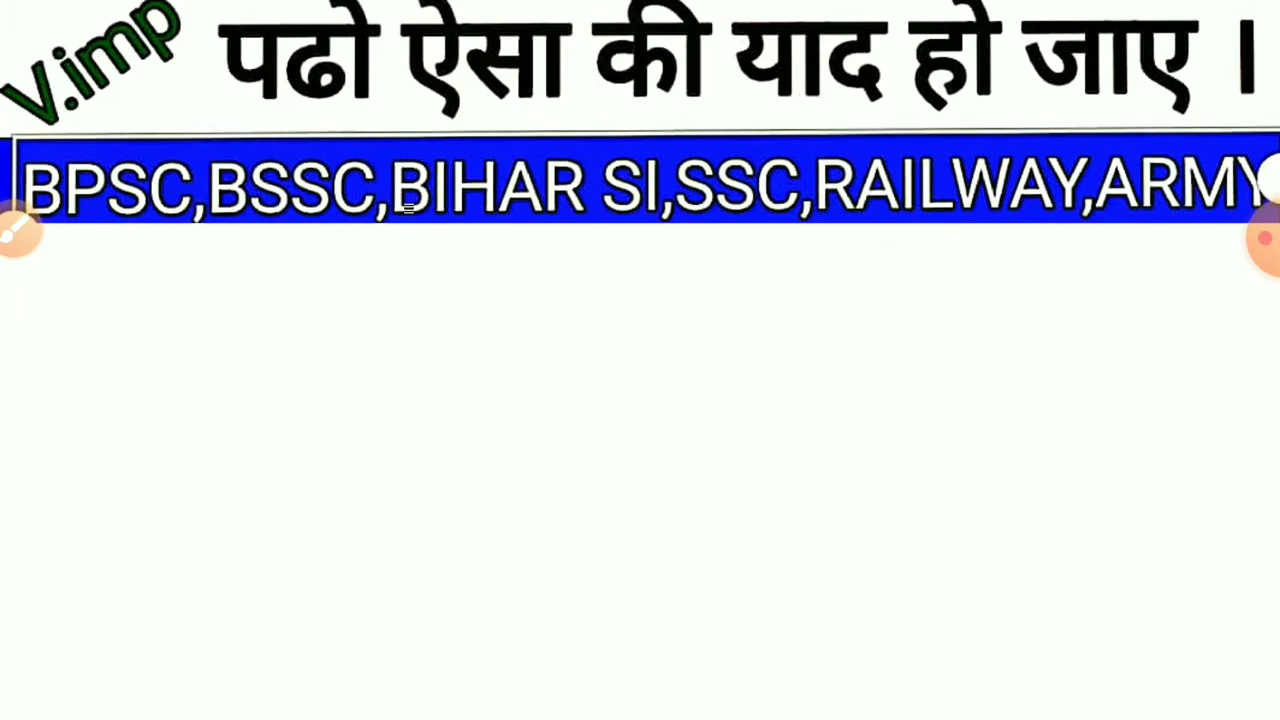 V.imp
पढो ऐसा की याद हो जाए ।
BPSC,BSSC,BIHAR SI,SSC,RAILWAY,ARMY